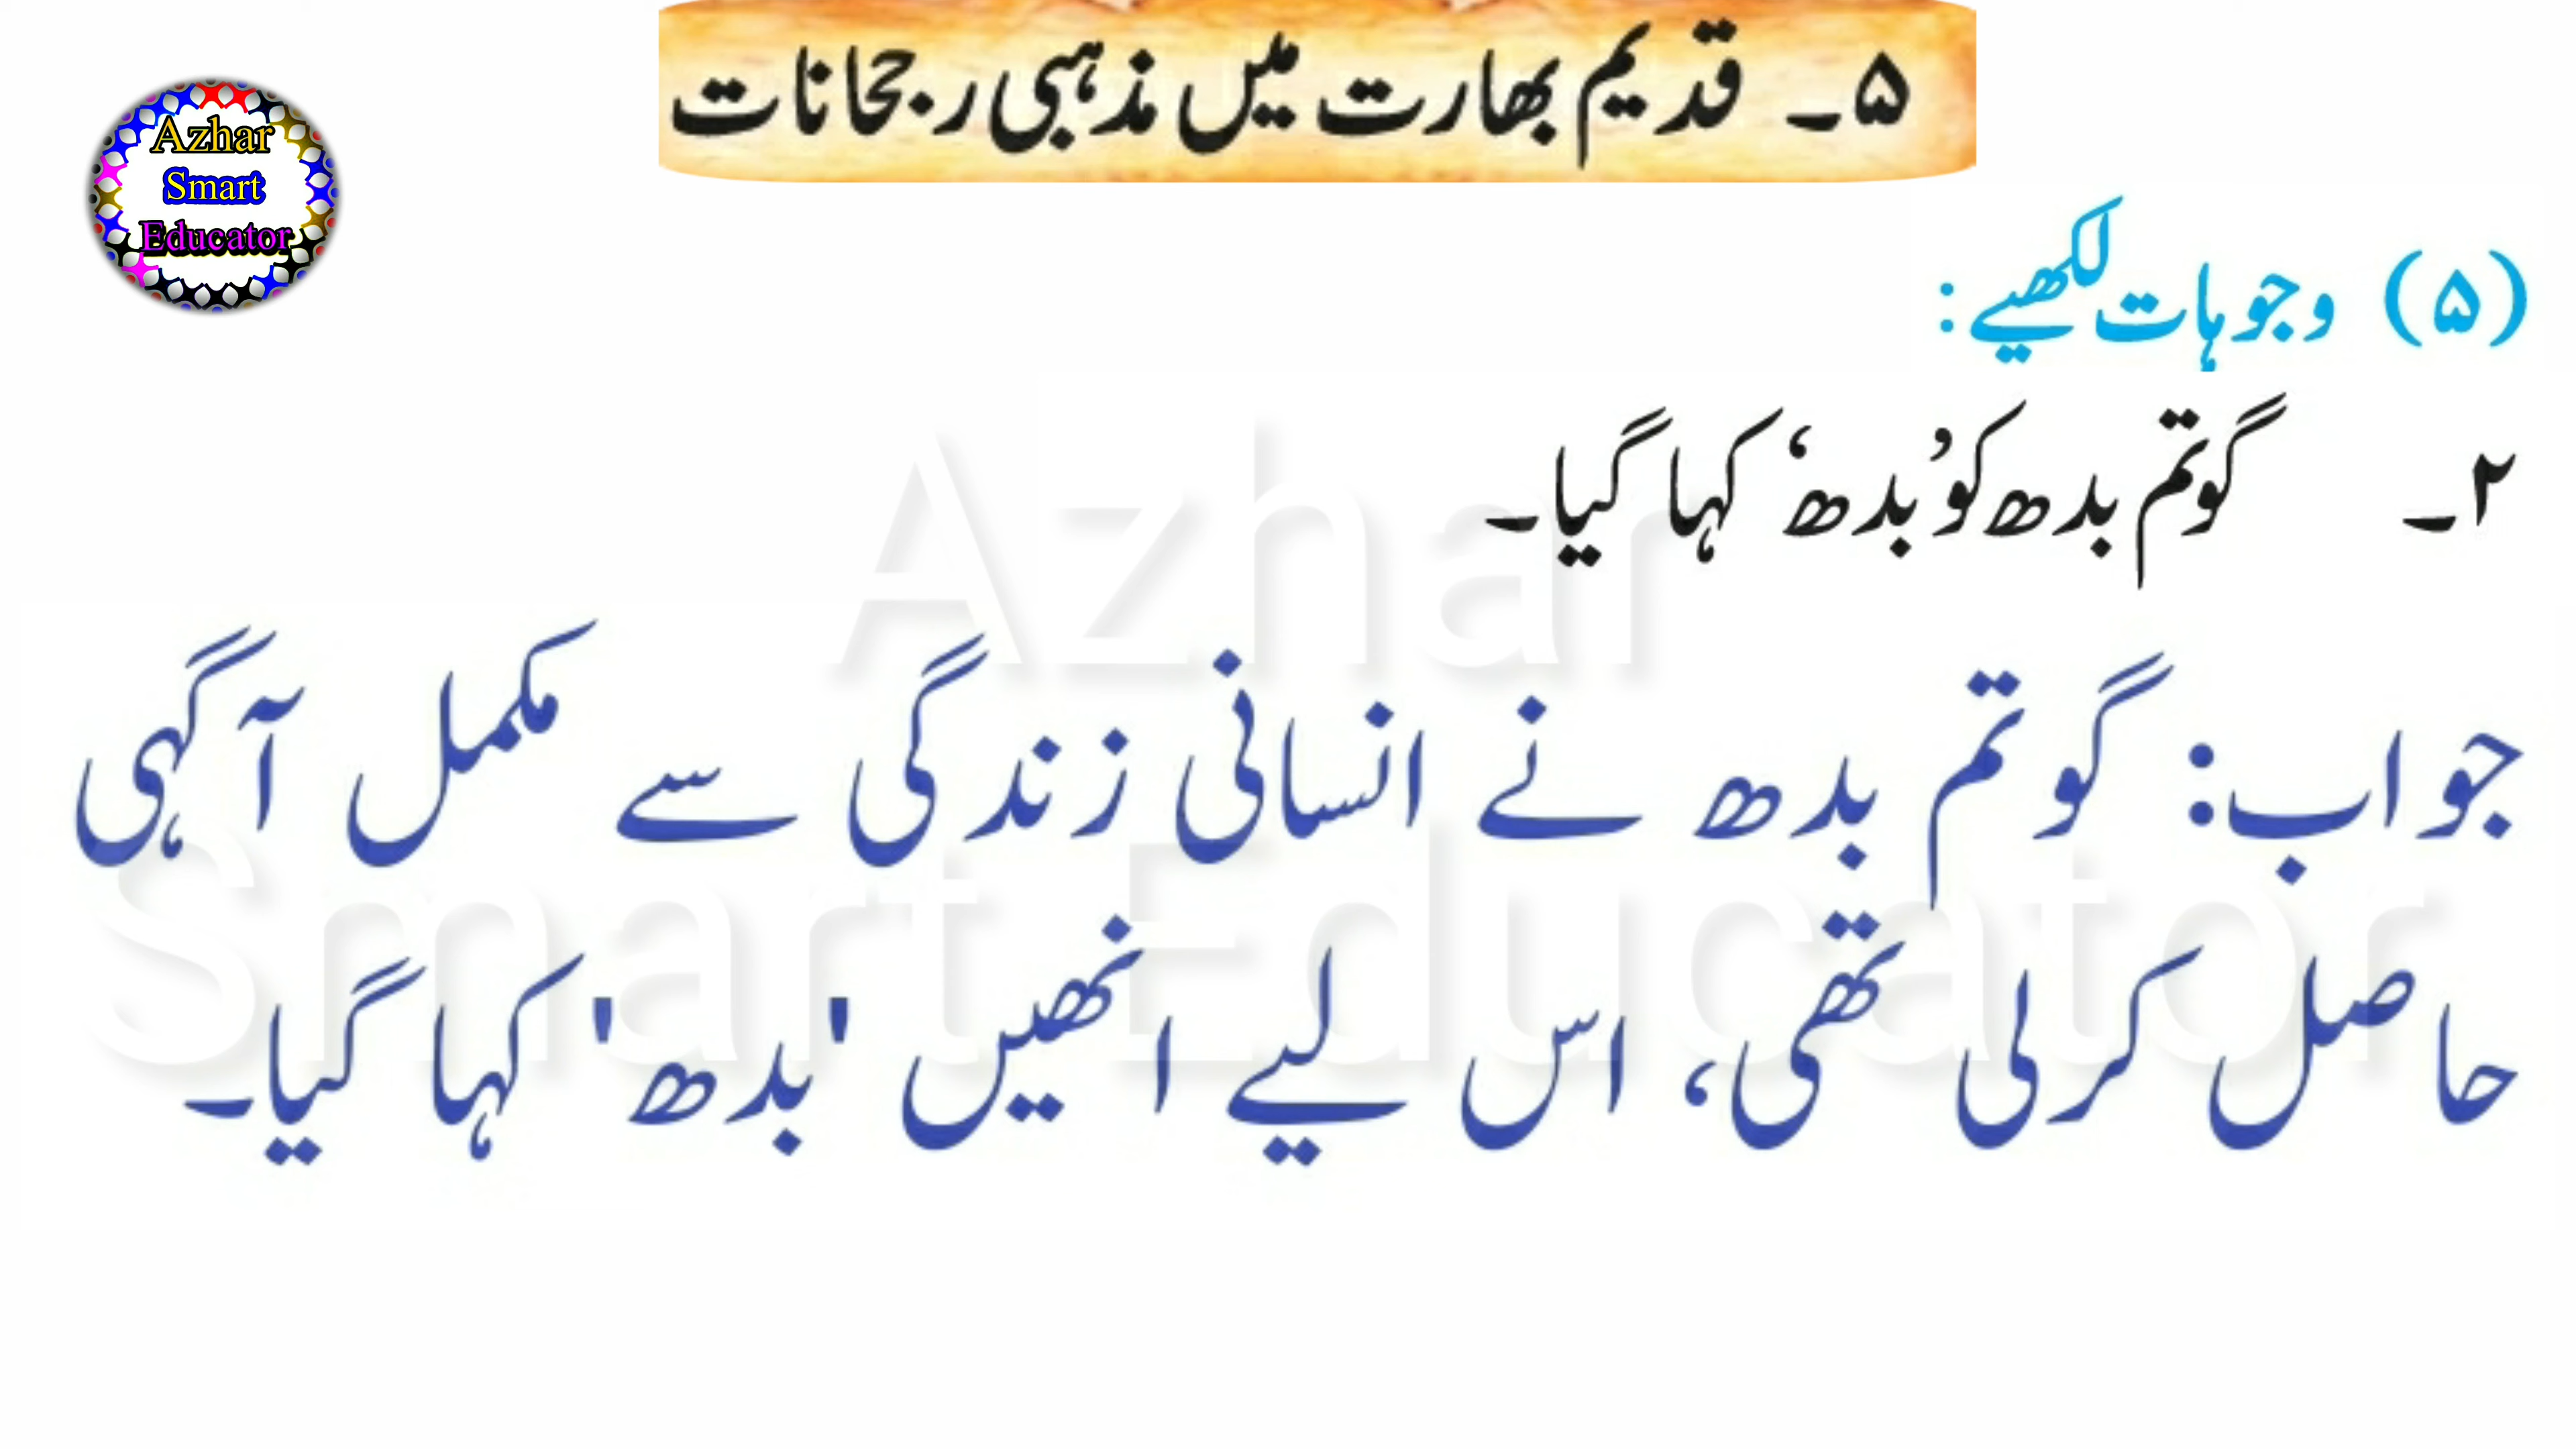 ۵۔ قدیم بھارت میں مذہبی رجحانات
Azhar
Smart
Educator
(۵) وجوہات لکھیے:
۲۔ گوتم بدھ کو ’بدھ‘ کہا گیا۔
جواب: گوتم بدھ نے انسانی زندگی سے مکمل آگہی
حاصل کرلی تھی، اس لیے انھیں 'بدھ' کہا گیا۔
Azhar
Smart Educator